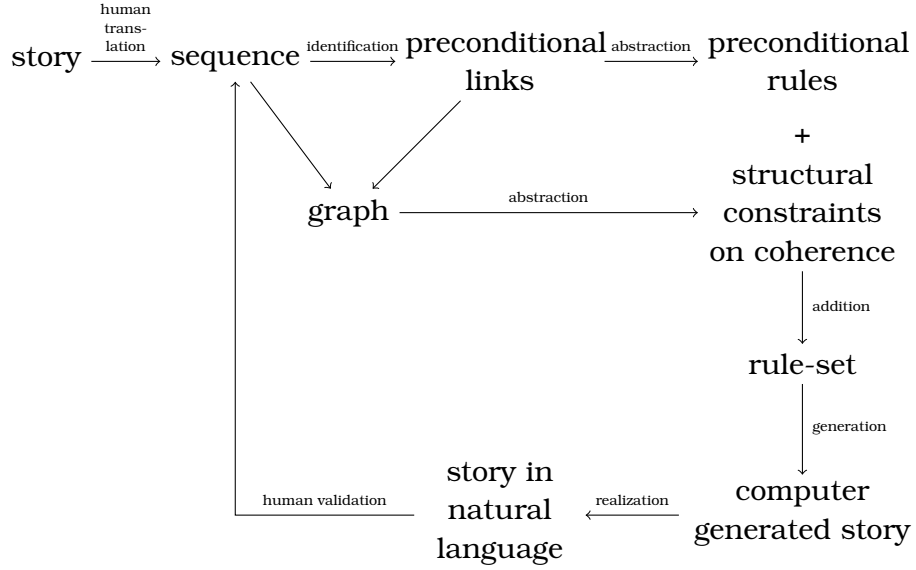 human
trans-
lation
story
sequence
identification
preconditional
links
abstraction
preconditional
rules
+
structural
constraints
on coherence
graph
abstraction
addition
rule-set
generation
computer
generated story
realization
story in
natural
language
human validation